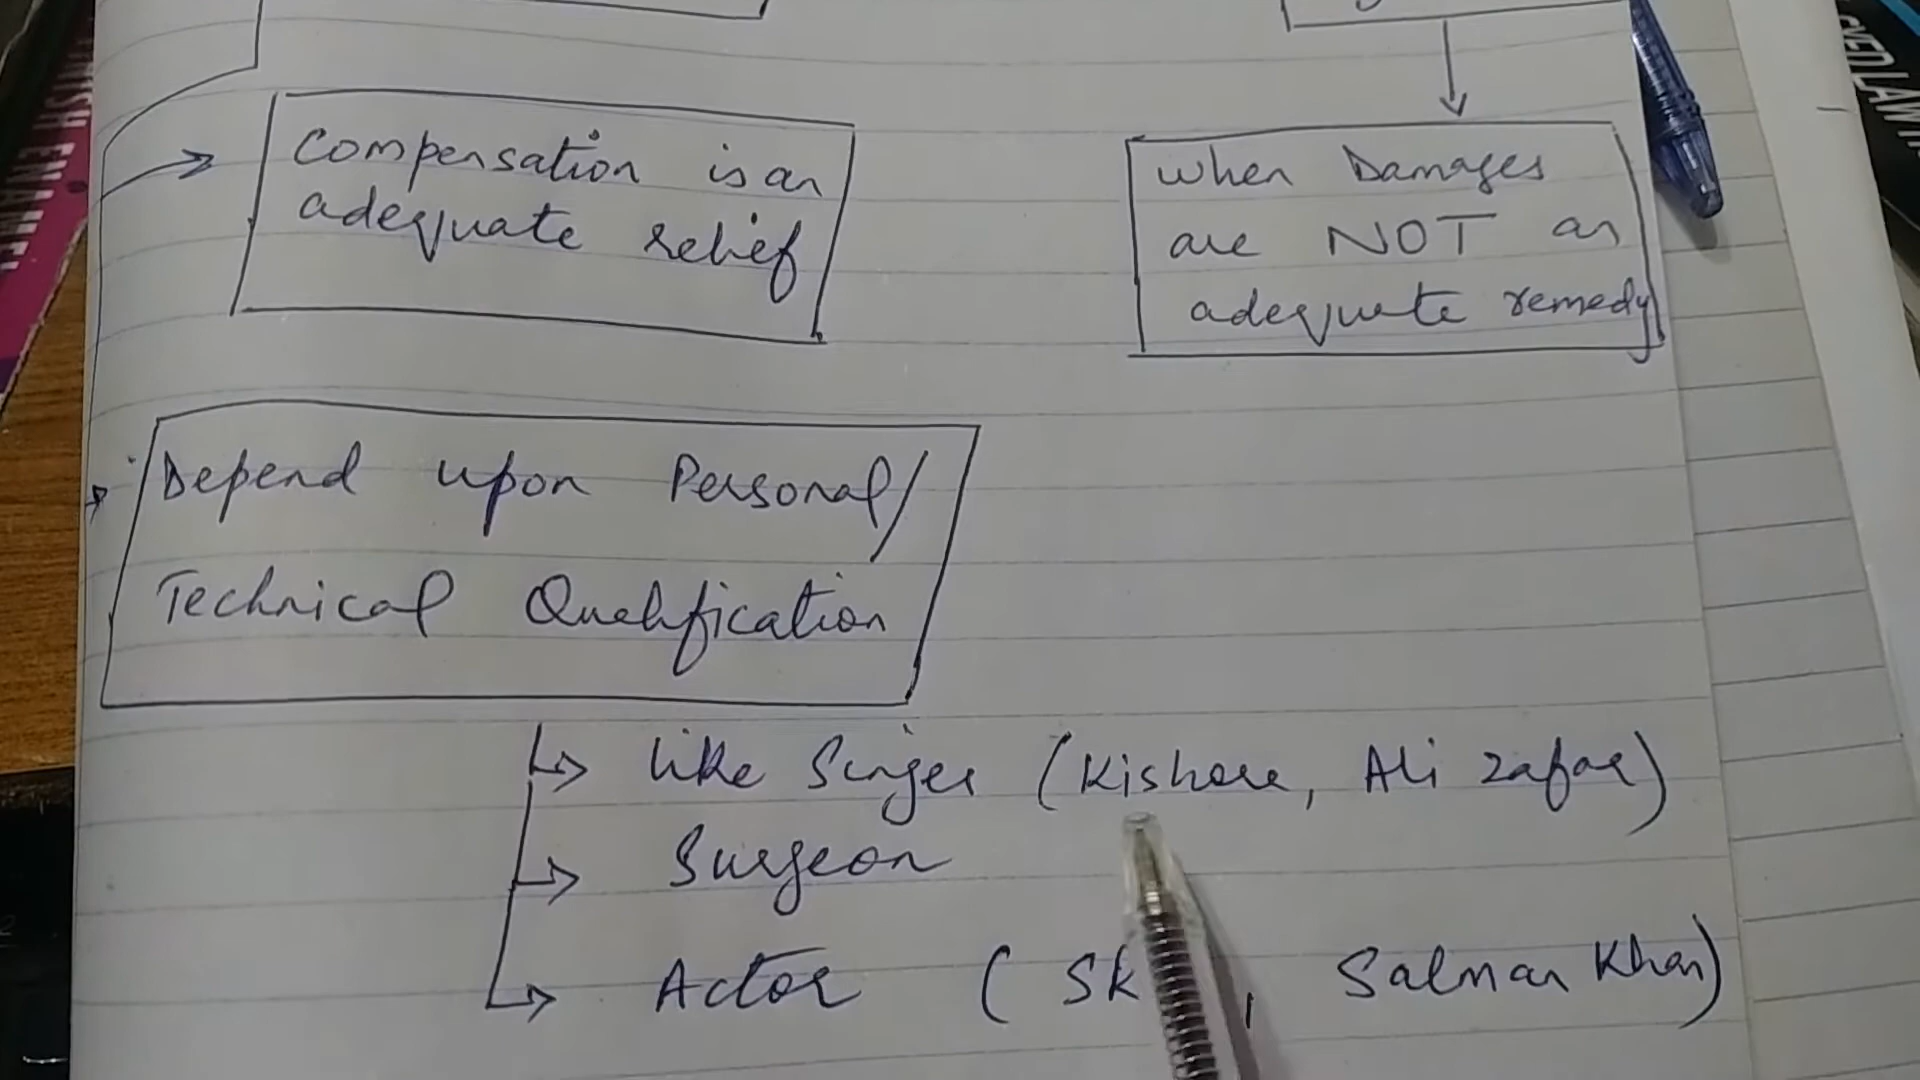 Compensation is an
adequate relief
When Damages
are NOT an
adequate remedy
Depend upon Personal/
Technical Qualification
like Singer (Kishore, Ali Zafar)
Surgeon
Actor ( , Salman Khan)